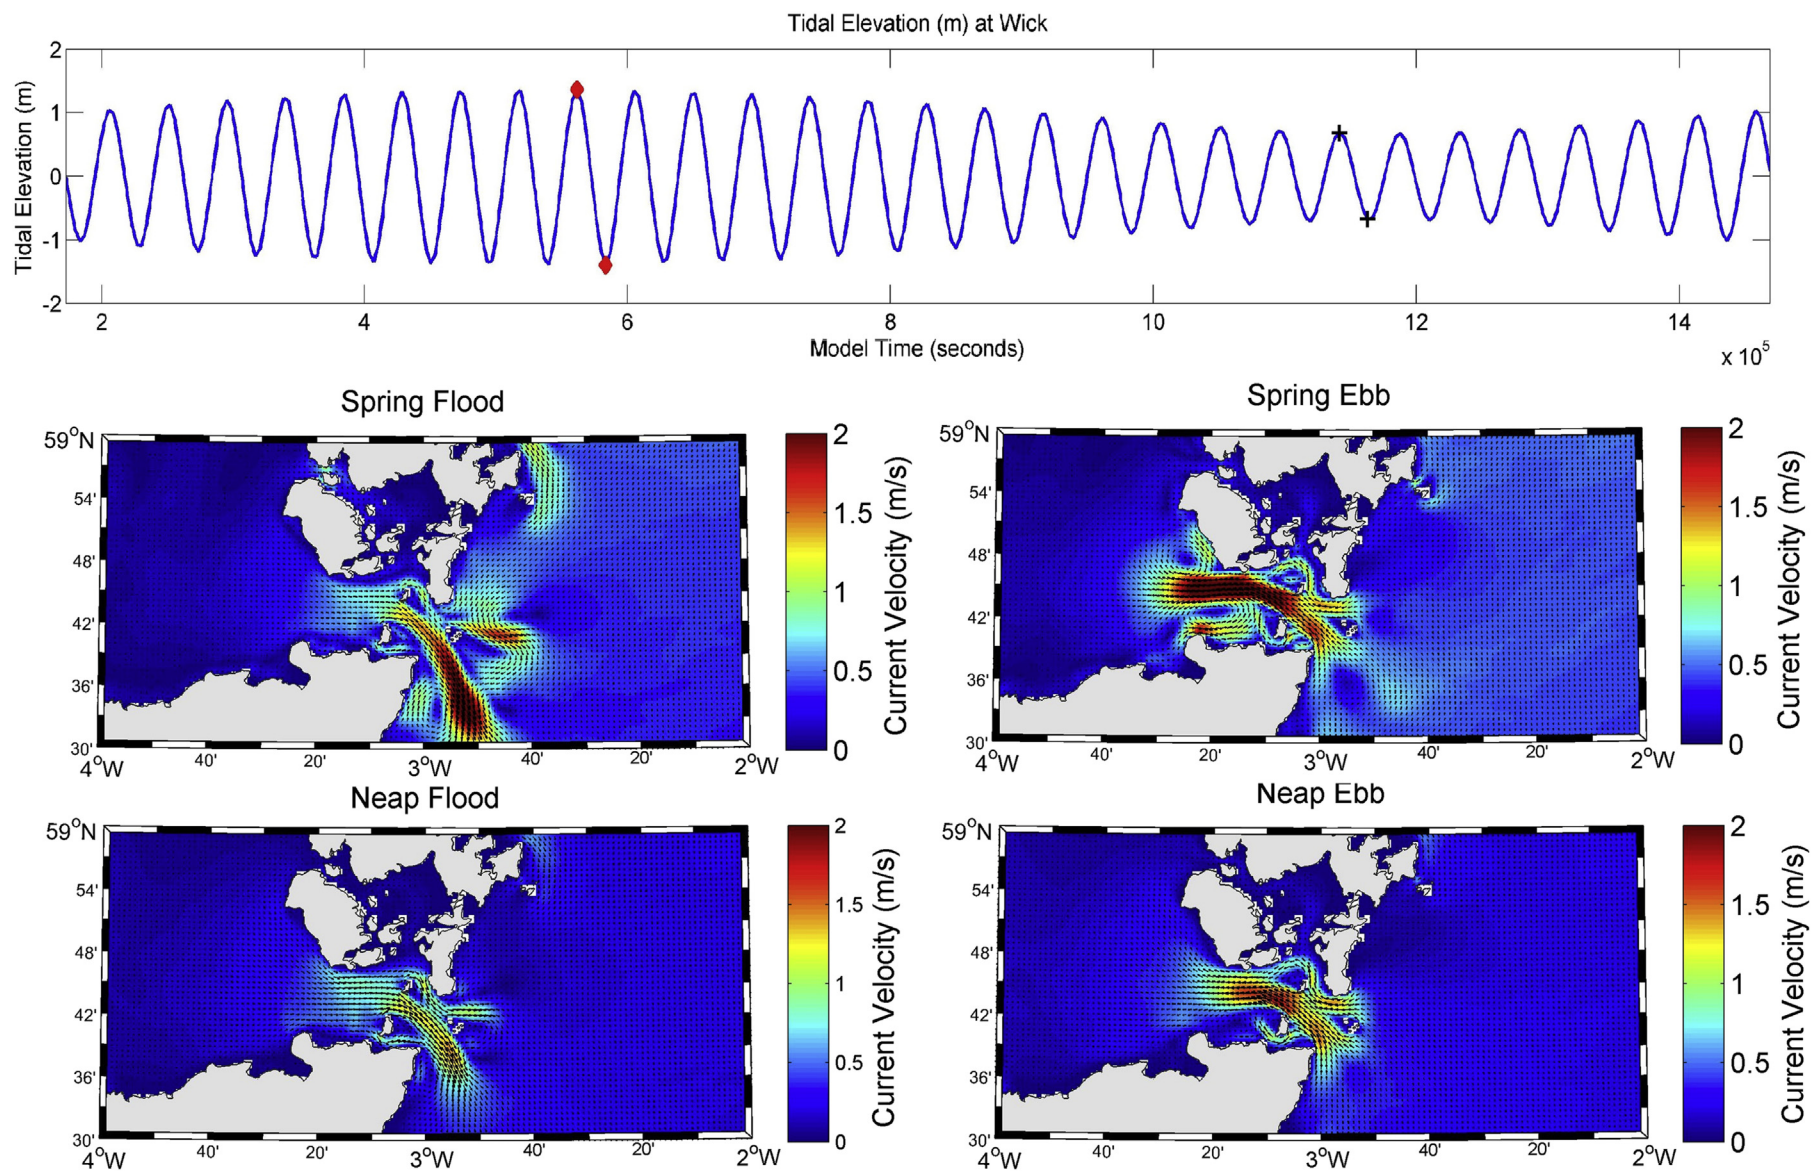 Tidal Elevation (m) at Wick
Tidal Elevation (m)
2
1
0
-1
-2
2
4
6
8
10
12
14
Model Time (seconds)
x 10^5
Spring Flood
59°N
54'
48'
42'
36'
30'
4°W
40'
20'
3°W
40'
20'
2°W
2
1.5
1
0.5
0
Current Velocity (m/s)
Spring Ebb
59°N
54'
48'
42'
36'
30'
4°W
40'
20'
3°W
40'
20'
2°W
2
1.5
1
0.5
0
Current Velocity (m/s)
Neap Flood
59°N
54'
48'
42'
36'
30'
4°W
40'
20'
3°W
40'
20'
2°W
2
1.5
1
0.5
0
Current Velocity (m/s)
Neap Ebb
59°N
54'
48'
42'
36'
30'
4°W
40'
20'
3°W
40'
20'
2°W
2
1.5
1
0.5
0
Current Velocity (m/s)